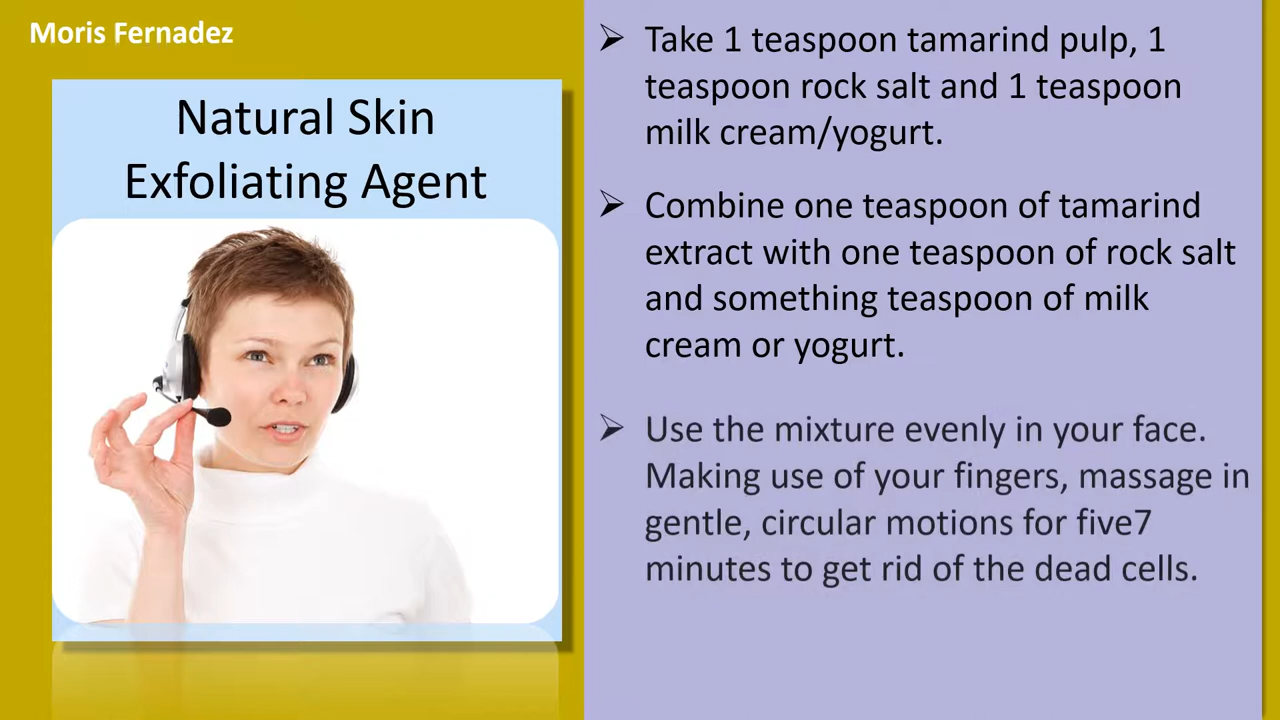 Moris Fernadez
Natural Skin
Exfoliating Agent
➢ Take 1 teaspoon tamarind pulp, 1
teaspoon rock salt and 1 teaspoon
milk cream/yogurt.
➢ Combine one teaspoon of tamarind
extract with one teaspoon of rock salt
and something teaspoon of milk
cream or yogurt.
➢ Use the mixture evenly in your face.
Making use of your fingers, massage in
gentle, circular motions for five7
minutes to get rid of the dead cells.